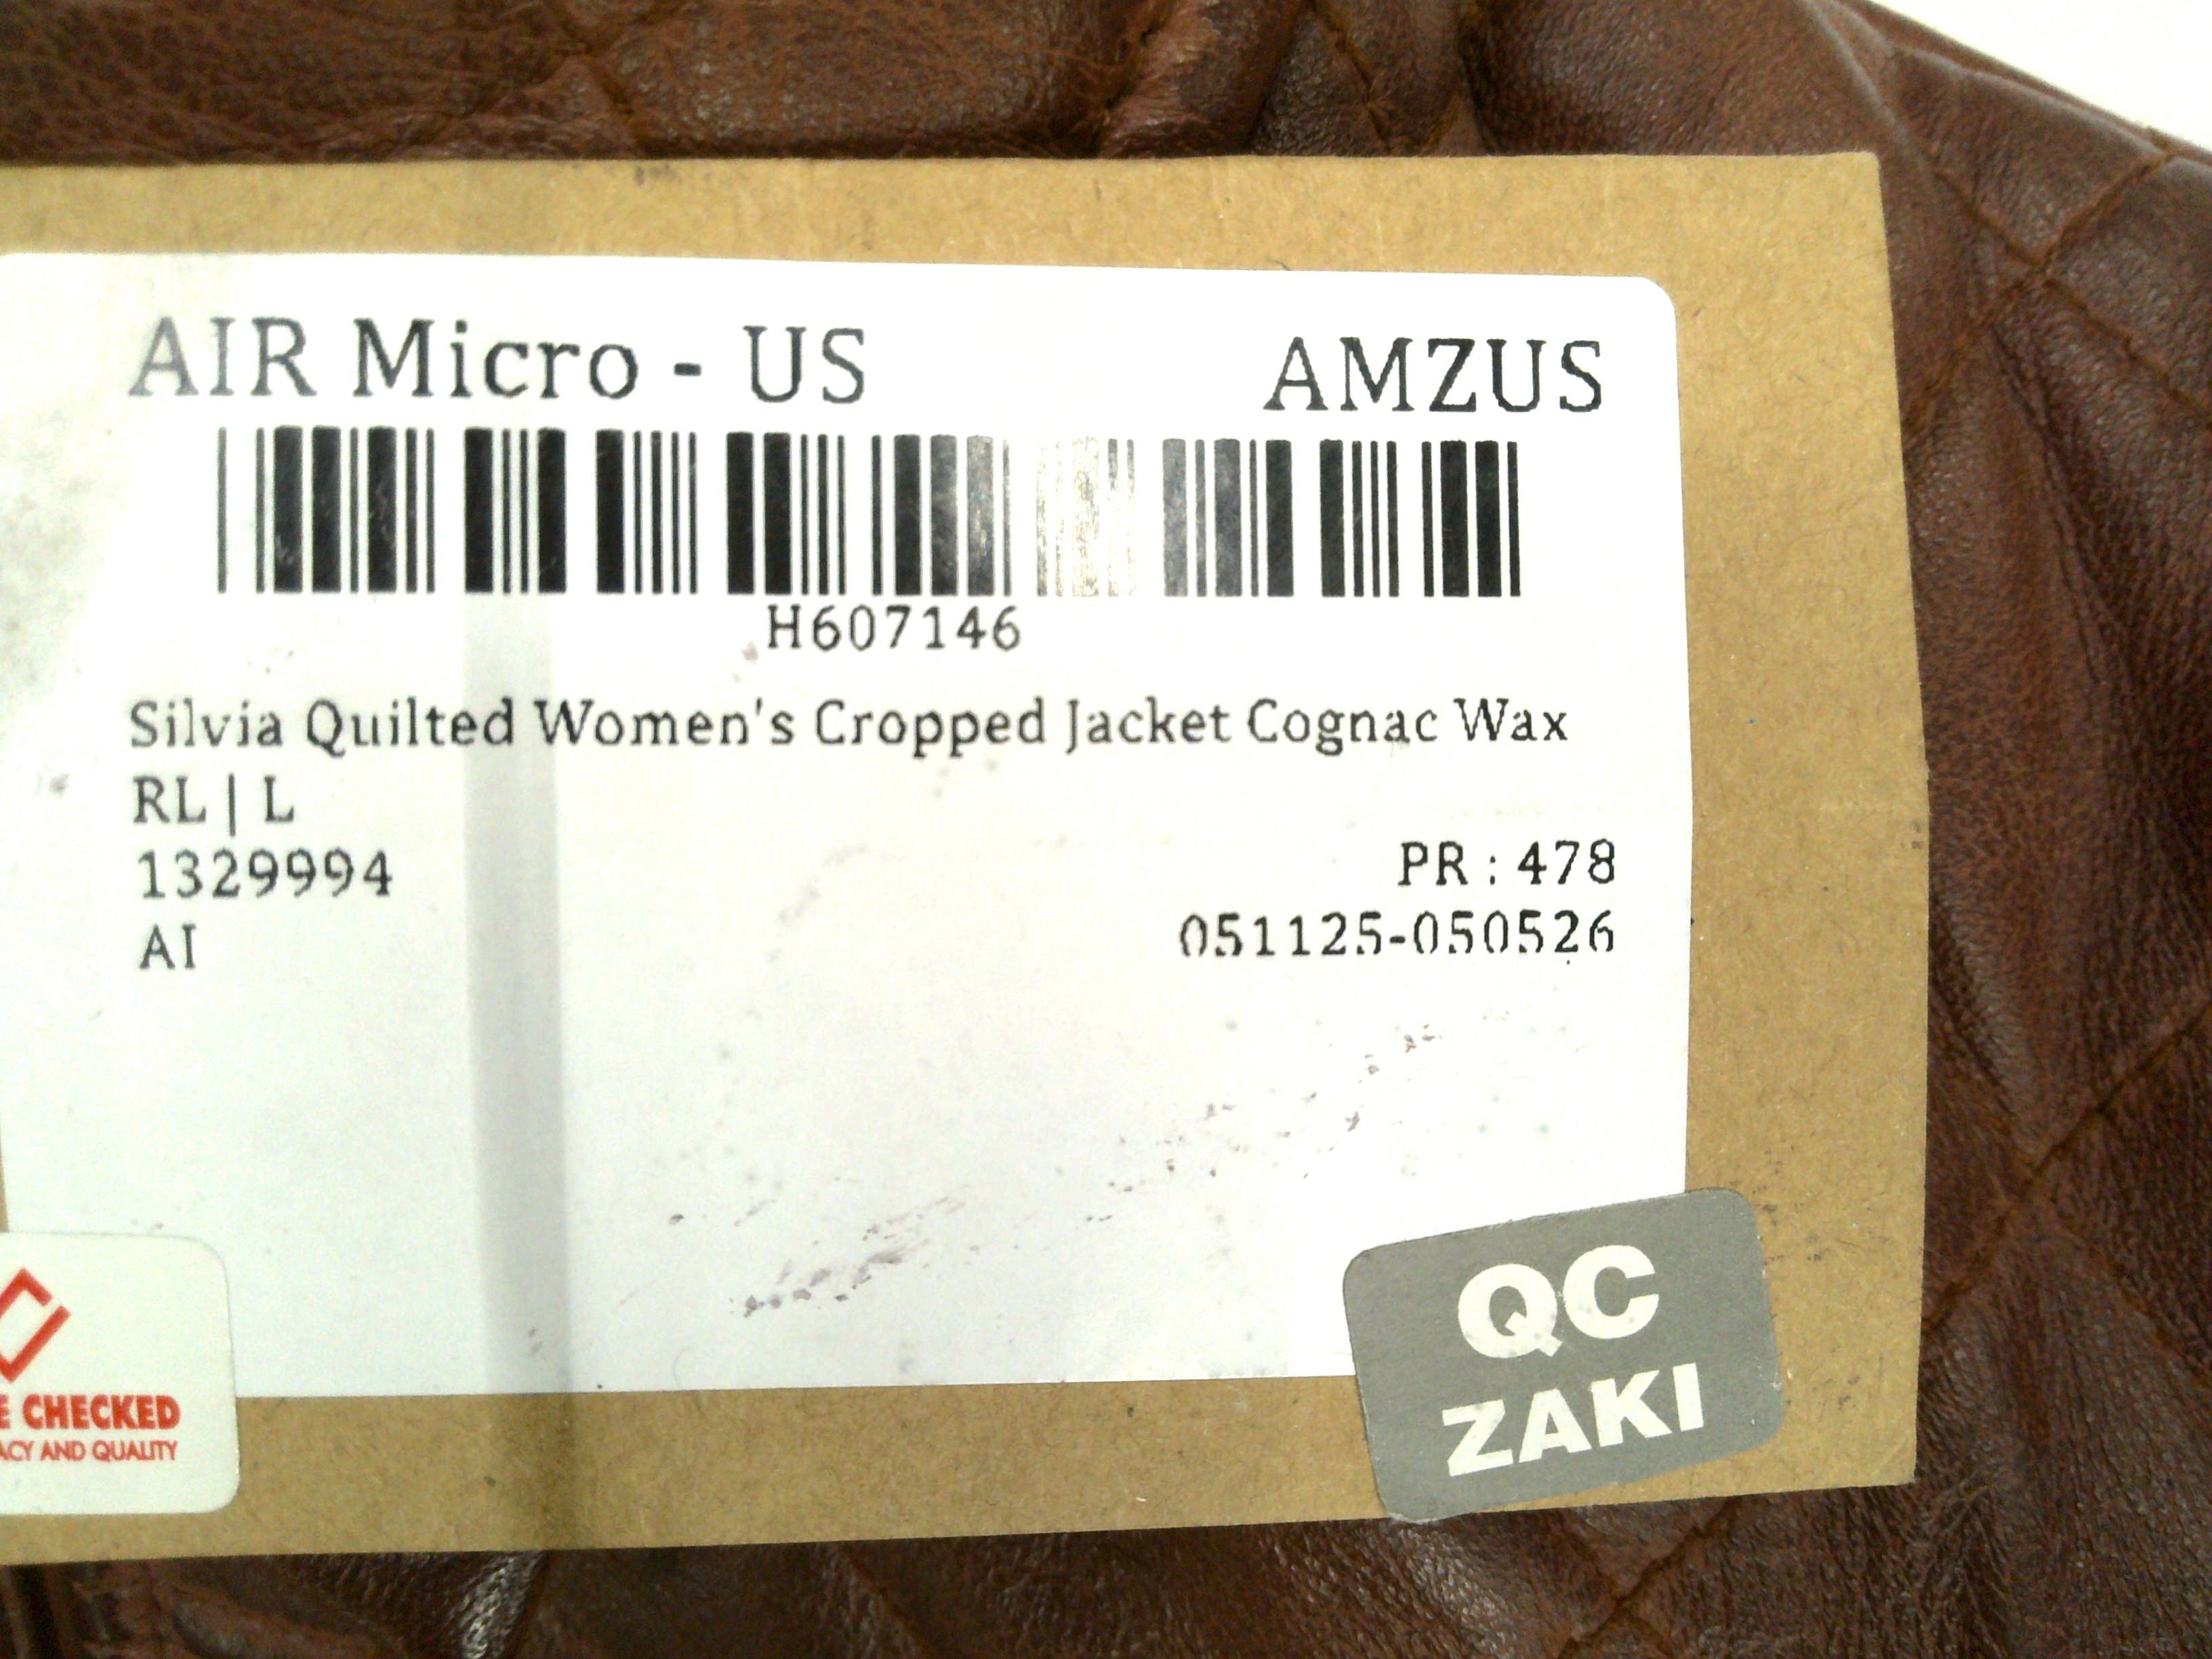 AIR Micro - US AMZUS
H607146
Silvia Quilted Women's Cropped Jacket Cognac Wax
RL | L
1329994 PR : 478
AI 051125-050526
QC
ZAKI
CHECKED
AND QUALITY